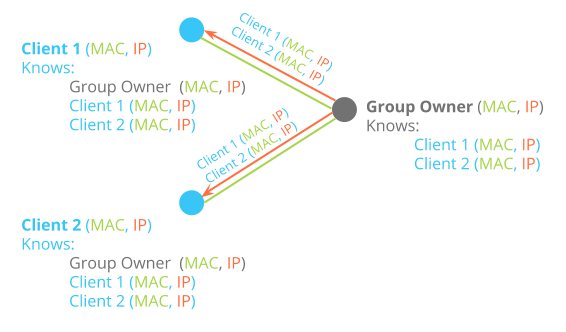 Client 1 (MAC, IP)
Client 2 (MAC, IP)
Client 1 (MAC, IP)
Knows:
Group Owner (MAC, IP)
Client 1 (MAC, IP)
Client 2 (MAC, IP)
Group Owner (MAC, IP)
Knows:
Client 1 (MAC, IP)
Client 2 (MAC, IP)
Client 1 (MAC, IP)
Client 2 (MAC, IP)
Client 2 (MAC, IP)
Knows:
Group Owner (MAC, IP)
Client 1 (MAC, IP)
Client 2 (MAC, IP)